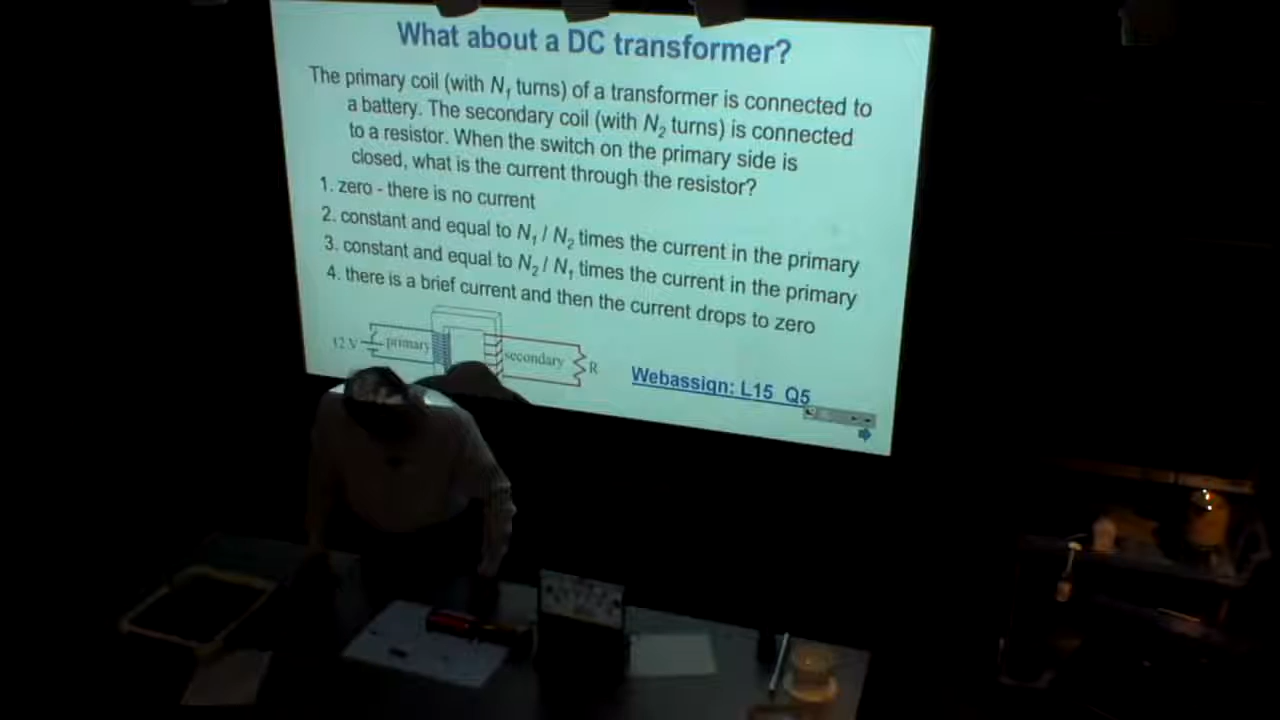 What about a DC transformer?
The primary coil (with N1 turns) of a transformer is connected to
a battery. The secondary coil (with N2 turns) is connected
to a resistor. When the switch on the primary side is
closed, what is the current through the resistor?
1. zero - there is no current
2. constant and equal to N1 / N2 times the current in the primary
3. constant and equal to N2 / N1 times the current in the primary
4. there is a brief current and then the current drops to zero
12 V primary secondary R
Webassign: L15 Q5